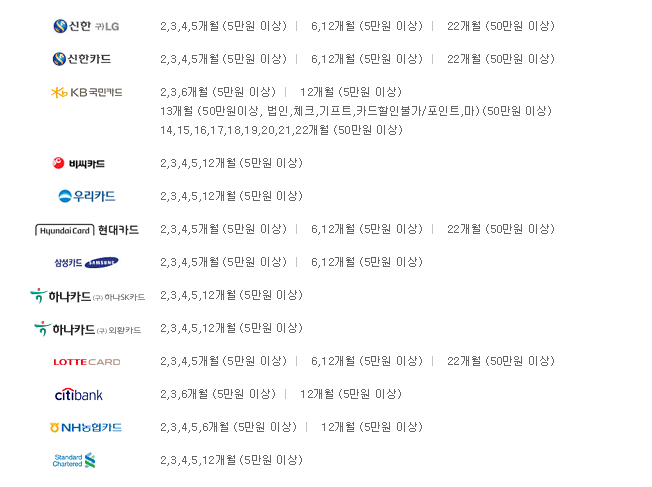 신한 구)LG 2,3,4,5개월 (5만원 이상) | 6,12개월 (5만원 이상) | 22개월 (50만원 이상)
신한카드 2,3,4,5개월 (5만원 이상) | 6,12개월 (5만원 이상) | 22개월 (50만원 이상)
KB국민카드 2,3,6개월 (5만원 이상) | 12개월 (5만원 이상)
13개월 (50만원이상, 법인,체크,기프트,카드할인불가/포인트,마) (50만원 이상)
14,15,16,17,18,19,20,21,22개월 (50만원 이상)
비씨카드 2,3,4,5,12개월 (5만원 이상)
우리카드 2,3,4,5,12개월 (5만원 이상)
HyundaiCard 현대카드 2,3,4,5개월 (5만원 이상) | 6,12개월 (5만원 이상) | 22개월 (50만원 이상)
삼성카드 SAMSUNG 2,3,4,5개월 (5만원 이상) | 6,12개월 (5만원 이상)
하나카드 (구) 하나SK카드 2,3,4,5,12개월 (5만원 이상)
하나카드 (구) 외환카드 2,3,4,5,12개월 (5만원 이상)
LOTTE CARD 2,3,4,5개월 (5만원 이상) | 6,12개월 (5만원 이상) | 22개월 (50만원 이상)
citibank 2,3,6개월 (5만원 이상) | 12개월 (5만원 이상)
NH농협카드 2,3,4,5,6개월 (5만원 이상) | 12개월 (5만원 이상)
Standard Chartered 2,3,4,5,12개월 (5만원 이상)